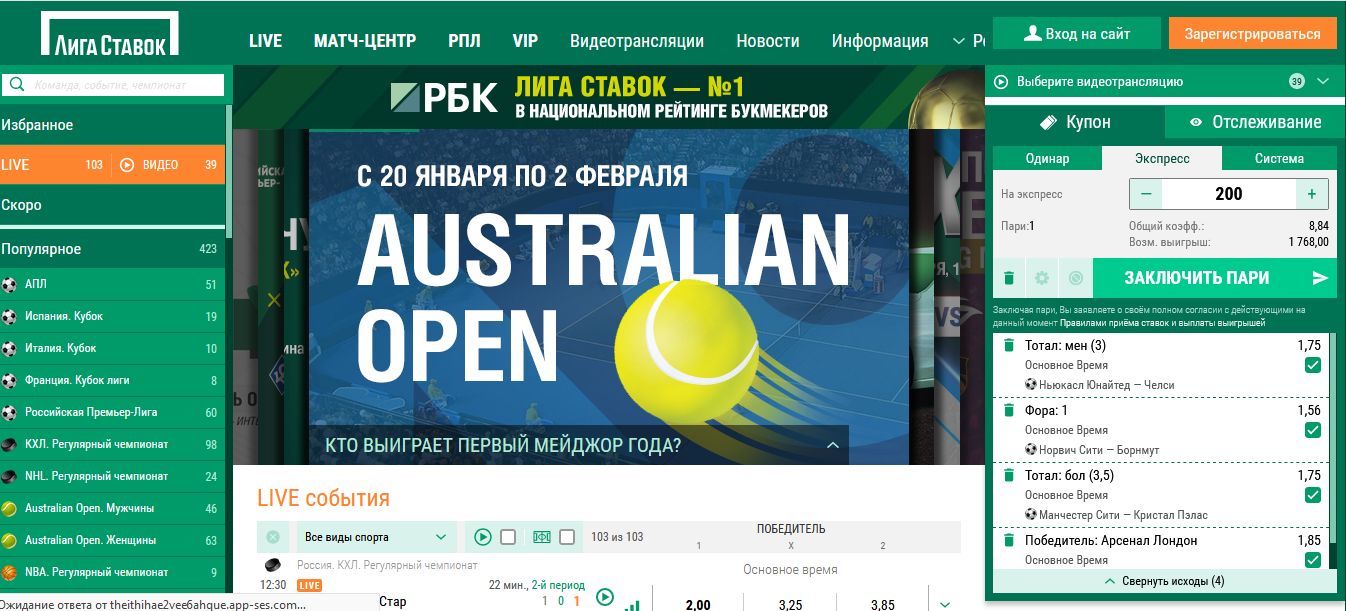 ЛИГА СТАВОК
LIVE МАТЧ-ЦЕНТР РПЛ VIP Видеотрансляции Новости Информация
Вход на сайт
Зарегистрироваться
Команда, событие, чемпионат
Избранное
LIVE 103 ВИДЕО 39
Скоро
Популярное 423
АПЛ 51
Испания. Кубок 19
Италия. Кубок 10
Франция. Кубок лиги 8
Российская Премьер-Лига 60
КХЛ. Регулярный чемпионат 98
NHL. Регулярный чемпионат 24
Australian Open. Мужчины 46
Australian Open. Женщины 63
NBA. Регулярный чемпионат 9
Ожидание ответа от theithihae2vee6ahque.app-ses.com...
РБК
ЛИГА СТАВОК — №1
В НАЦИОНАЛЬНОМ РЕЙТИНГЕ БУКМЕКЕРОВ
С 20 ЯНВАРЯ ПО 2 ФЕВРАЛЯ
AUSTRALIAN
OPEN
КТО ВЫИГРАЕТ ПЕРВЫЙ МЕЙДЖОР ГОДА?
LIVE события
Все виды спорта
103 из 103
ПОБЕДИТЕЛЬ
1 X 2
Россия. КХЛ. Регулярный чемпионат
Основное время
12:30 LIVE
22 мин., 2-й период
1 0 1
Стар
2,00 3,25 3,85
Выберите видеотрансляцию 39
Купон Отслеживание
Одинар Экспресс Система
На экспресс − 200 +
Пари:1 Общий коэфф.: 8,84
Возм. выигрыш: 1 768,00
ЗАКЛЮЧИТЬ ПАРИ
Заключая пари, Вы заявляете о своём полном согласии с действующими на
данный момент Правилами приёма ставок и выплаты выигрышей
Тотал: мен (3) 1,75
Основное Время
Ньюкасл Юнайтед — Челси
Фора: 1 1,56
Основное Время
Норвич Сити — Борнмут
Тотал: бол (3,5) 1,75
Основное Время
Манчестер Сити — Кристал Пэлас
Победитель: Арсенал Лондон 1,85
Основное Время
Свернуть исходы (4)